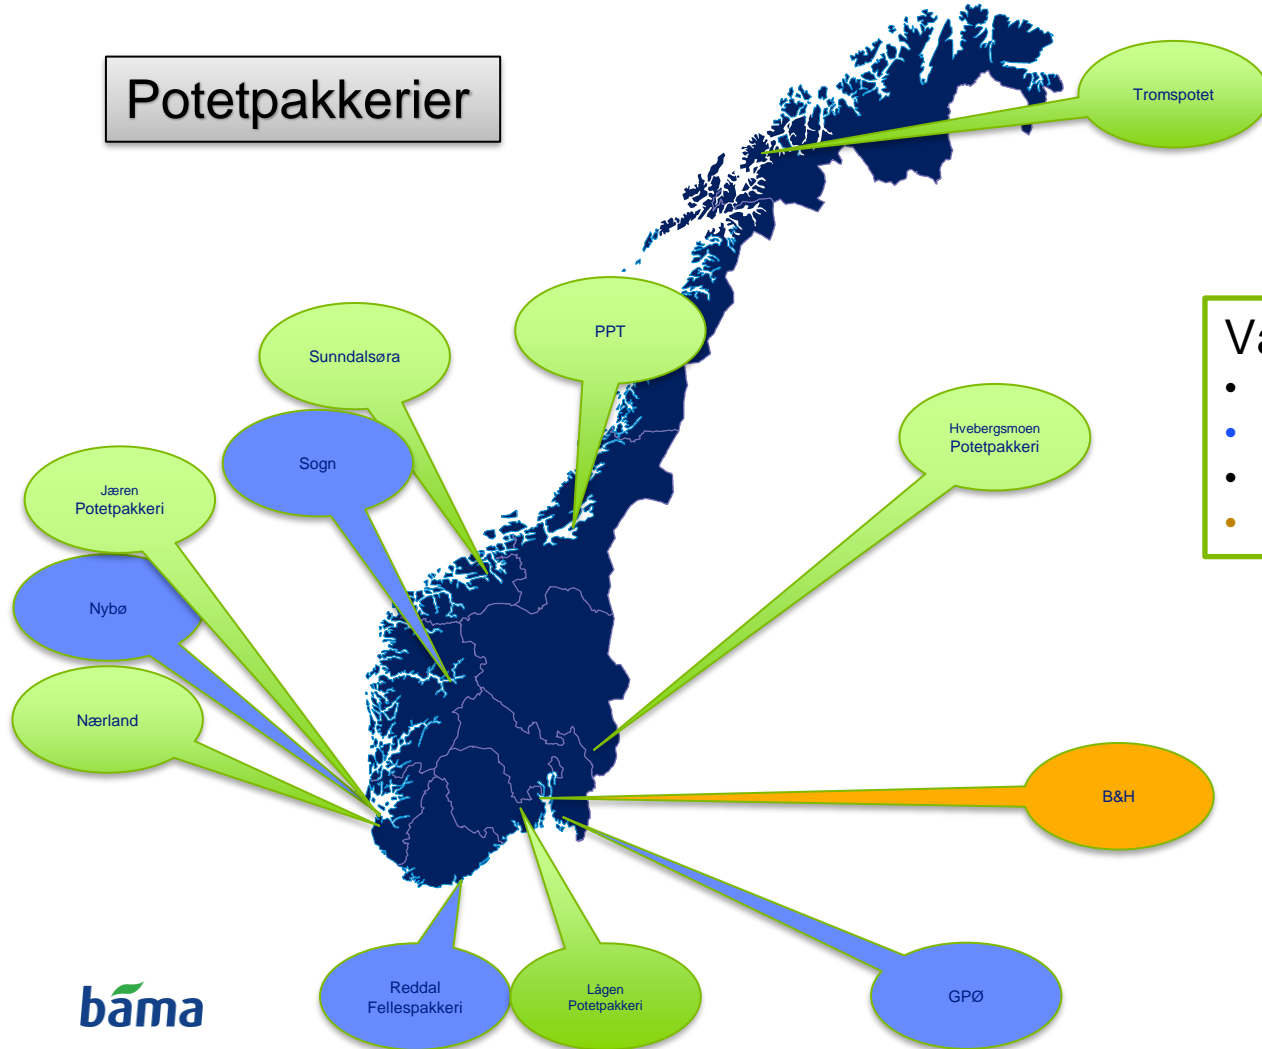 Potetpakkerier
Tromspotet
PPT
Sunndalsøra
Hvebergsmoen
Potetpakkeri
Sogn
Jæren
Potetpakkeri
Nybø
Nærland
B&H
Reddal
Fellespakkeri
Lågen
Potetpakkeri
GPØ
bama